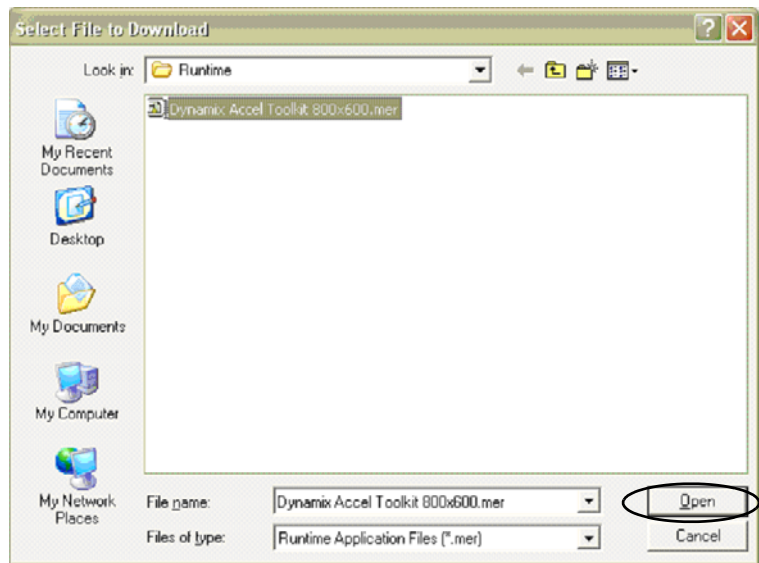 Select File to Download
Look in:
Runtime
Dynamix Accel Toolkit 800x600.mer
My Recent
Documents
Desktop
My Documents
My Computer
My Network
Places
File name:
Dynamix Accel Toolkit 800x600.mer
Open
Files of type:
Runtime Application Files (*.mer)
Cancel